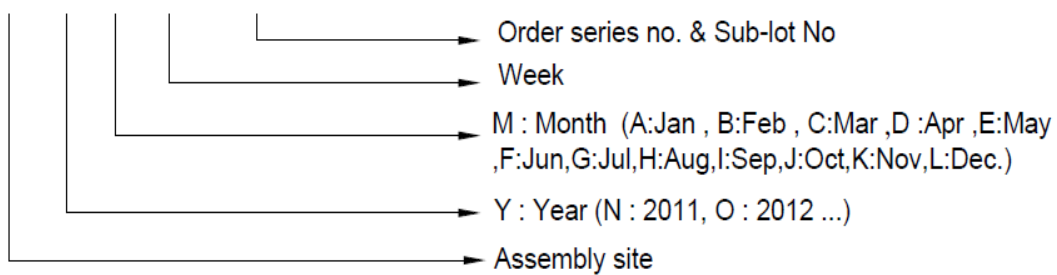 Order series no. & Sub-lot No
Week
M : Month (A:Jan , B:Feb , C:Mar ,D :Apr ,E:May
,F:Jun,G:Jul,H:Aug,I:Sep,J:Oct,K:Nov,L:Dec.)
Y : Year (N : 2011, O : 2012 ...)
Assembly site